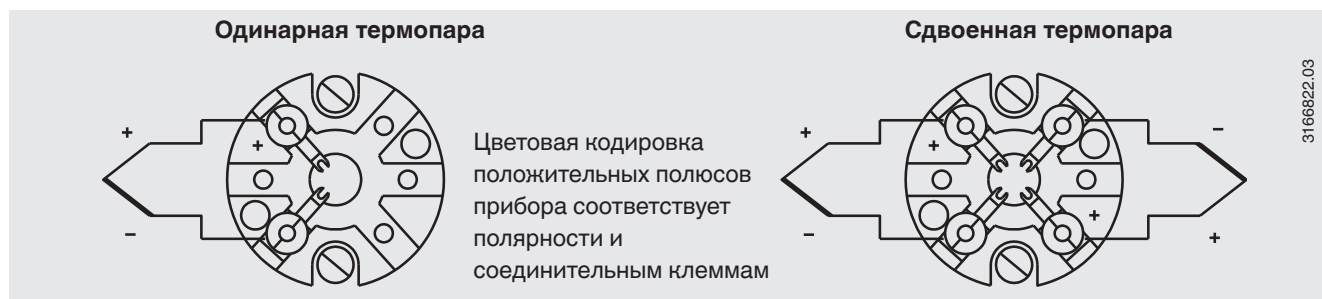 Одинарная термопара
Сдвоенная термопара
+
+
−
Цветовая кодировка
положительных полюсов
прибора соответствует
полярности и
соединительным клеммам
+
+
−
−
+
+
3166822.03